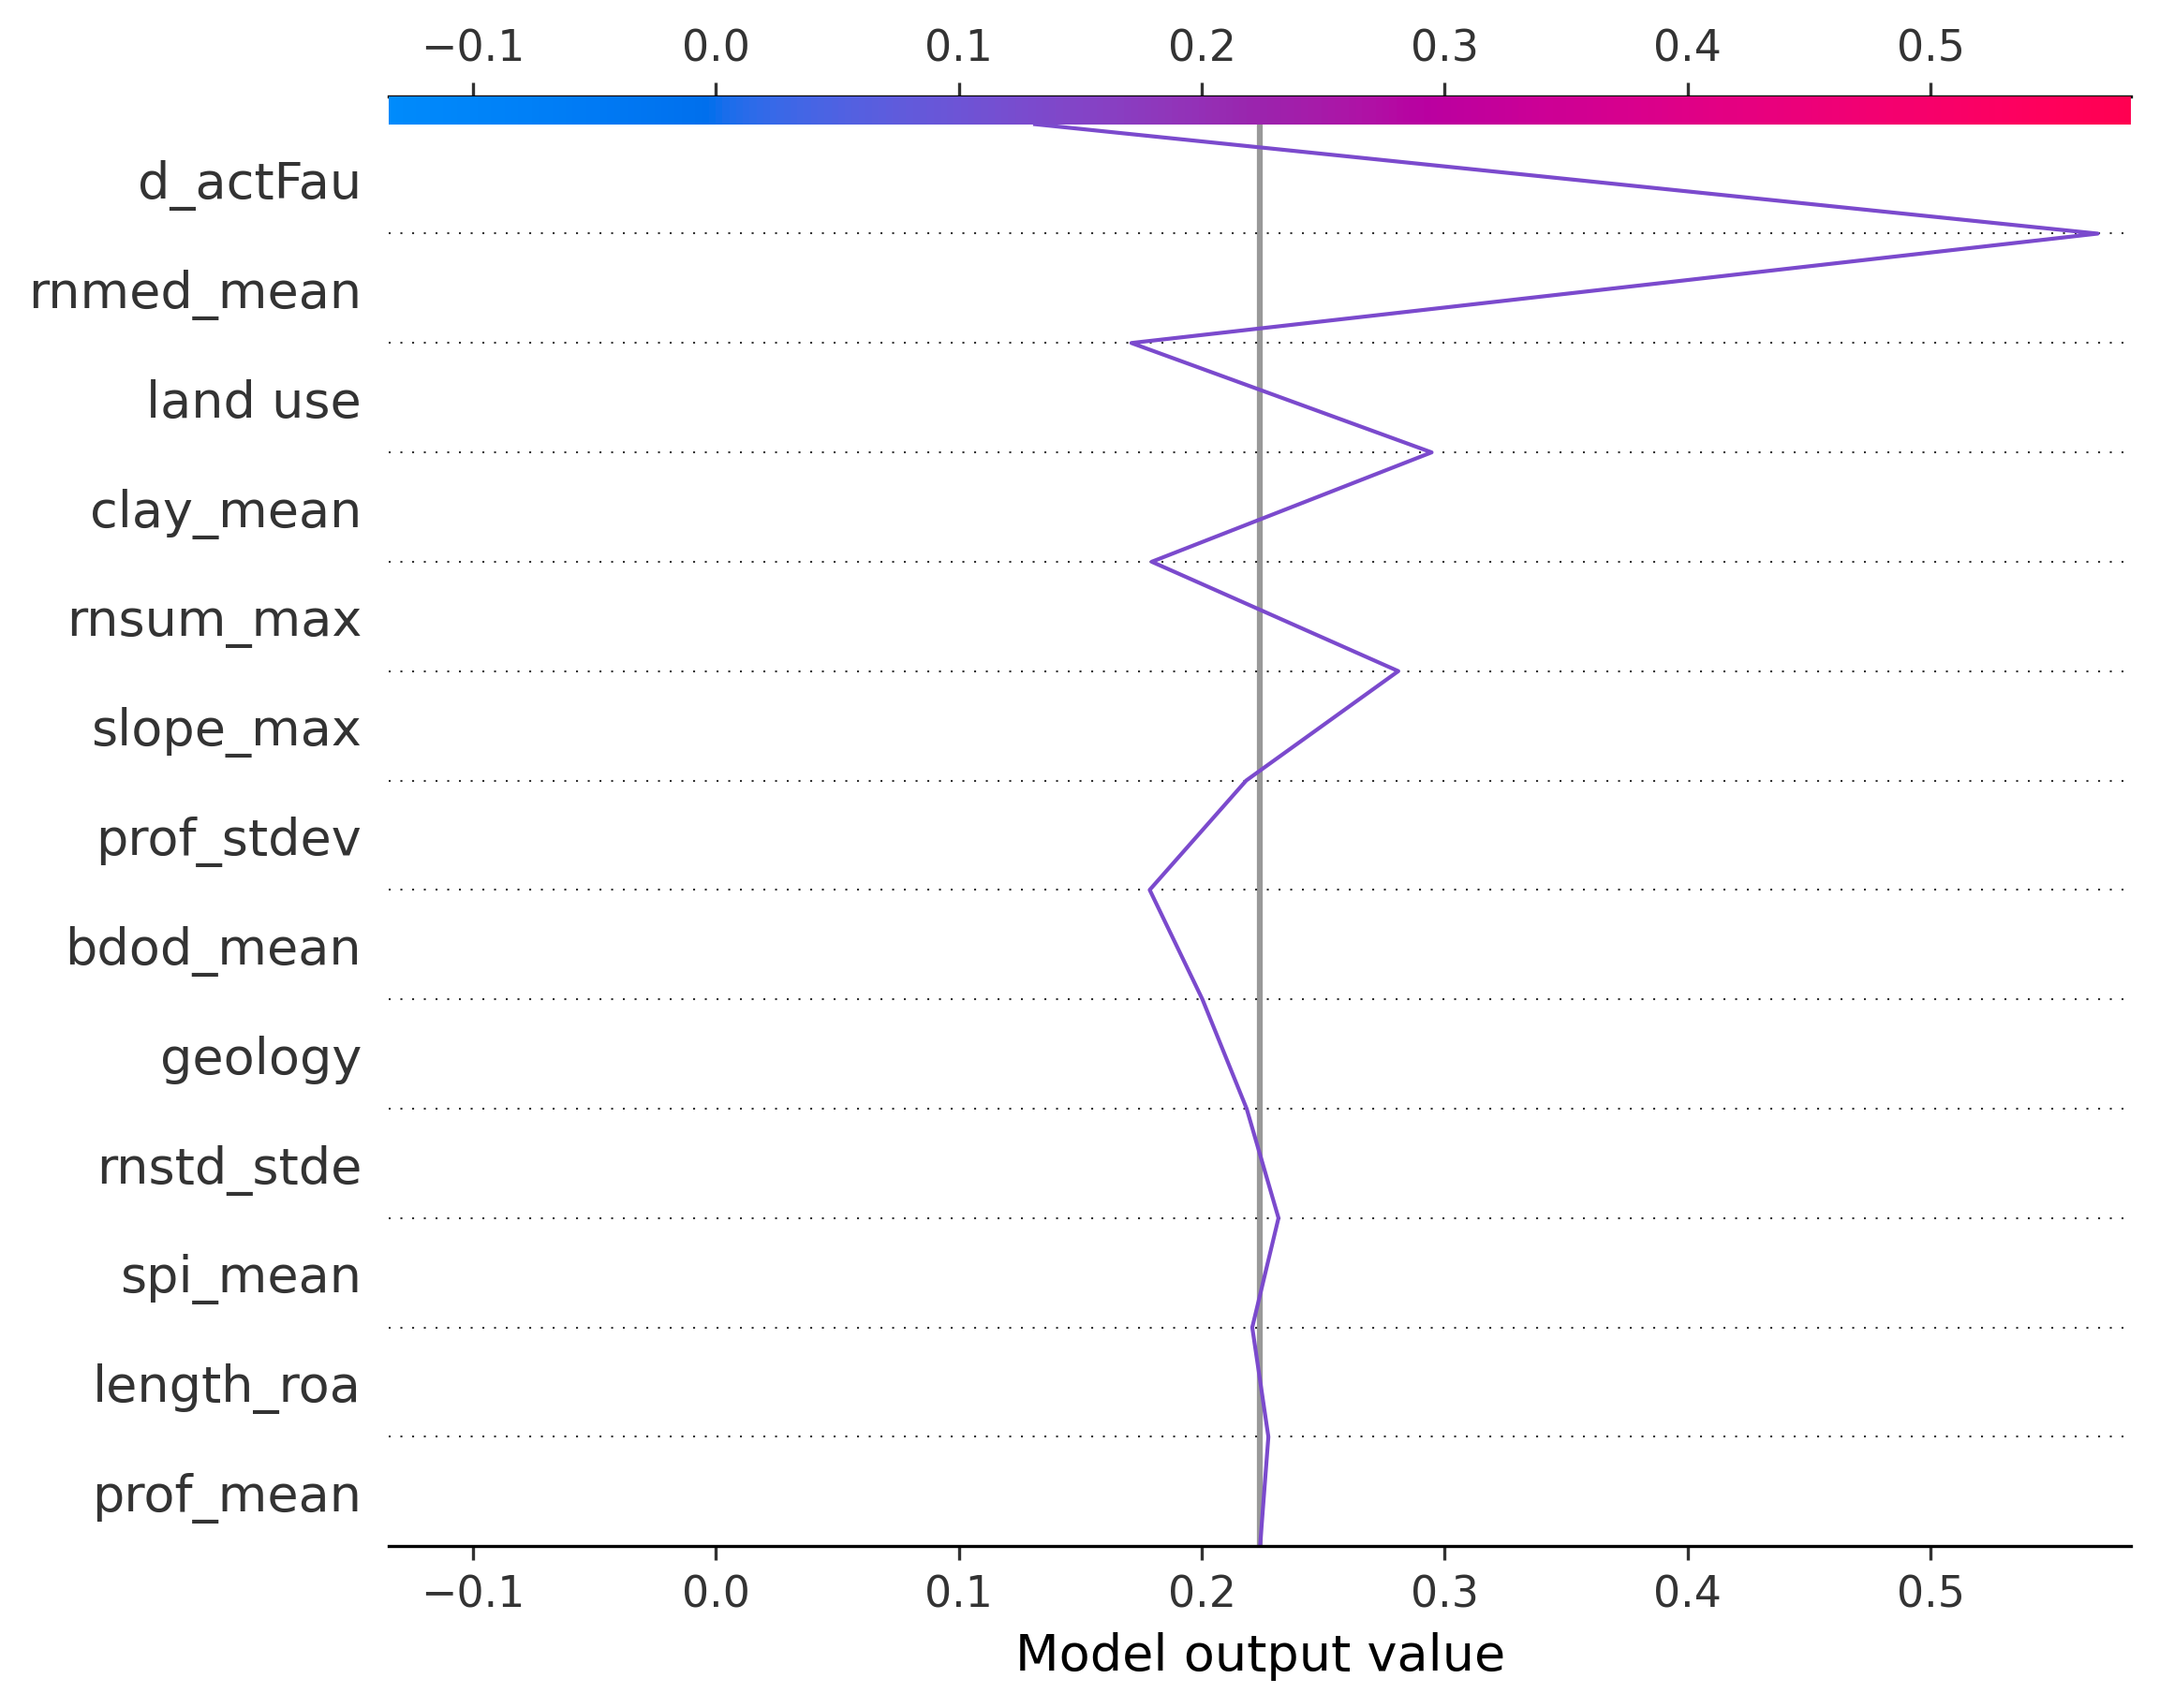 −0.1 0.0 0.1 0.2 0.3 0.4 0.5
d_actFau
rnmed_mean
land use
clay_mean
rnsum_max
slope_max
prof_stdev
bdod_mean
geology
rnstd_stde
spi_mean
length_roa
prof_mean
−0.1 0.0 0.1 0.2 0.3 0.4 0.5
Model output value